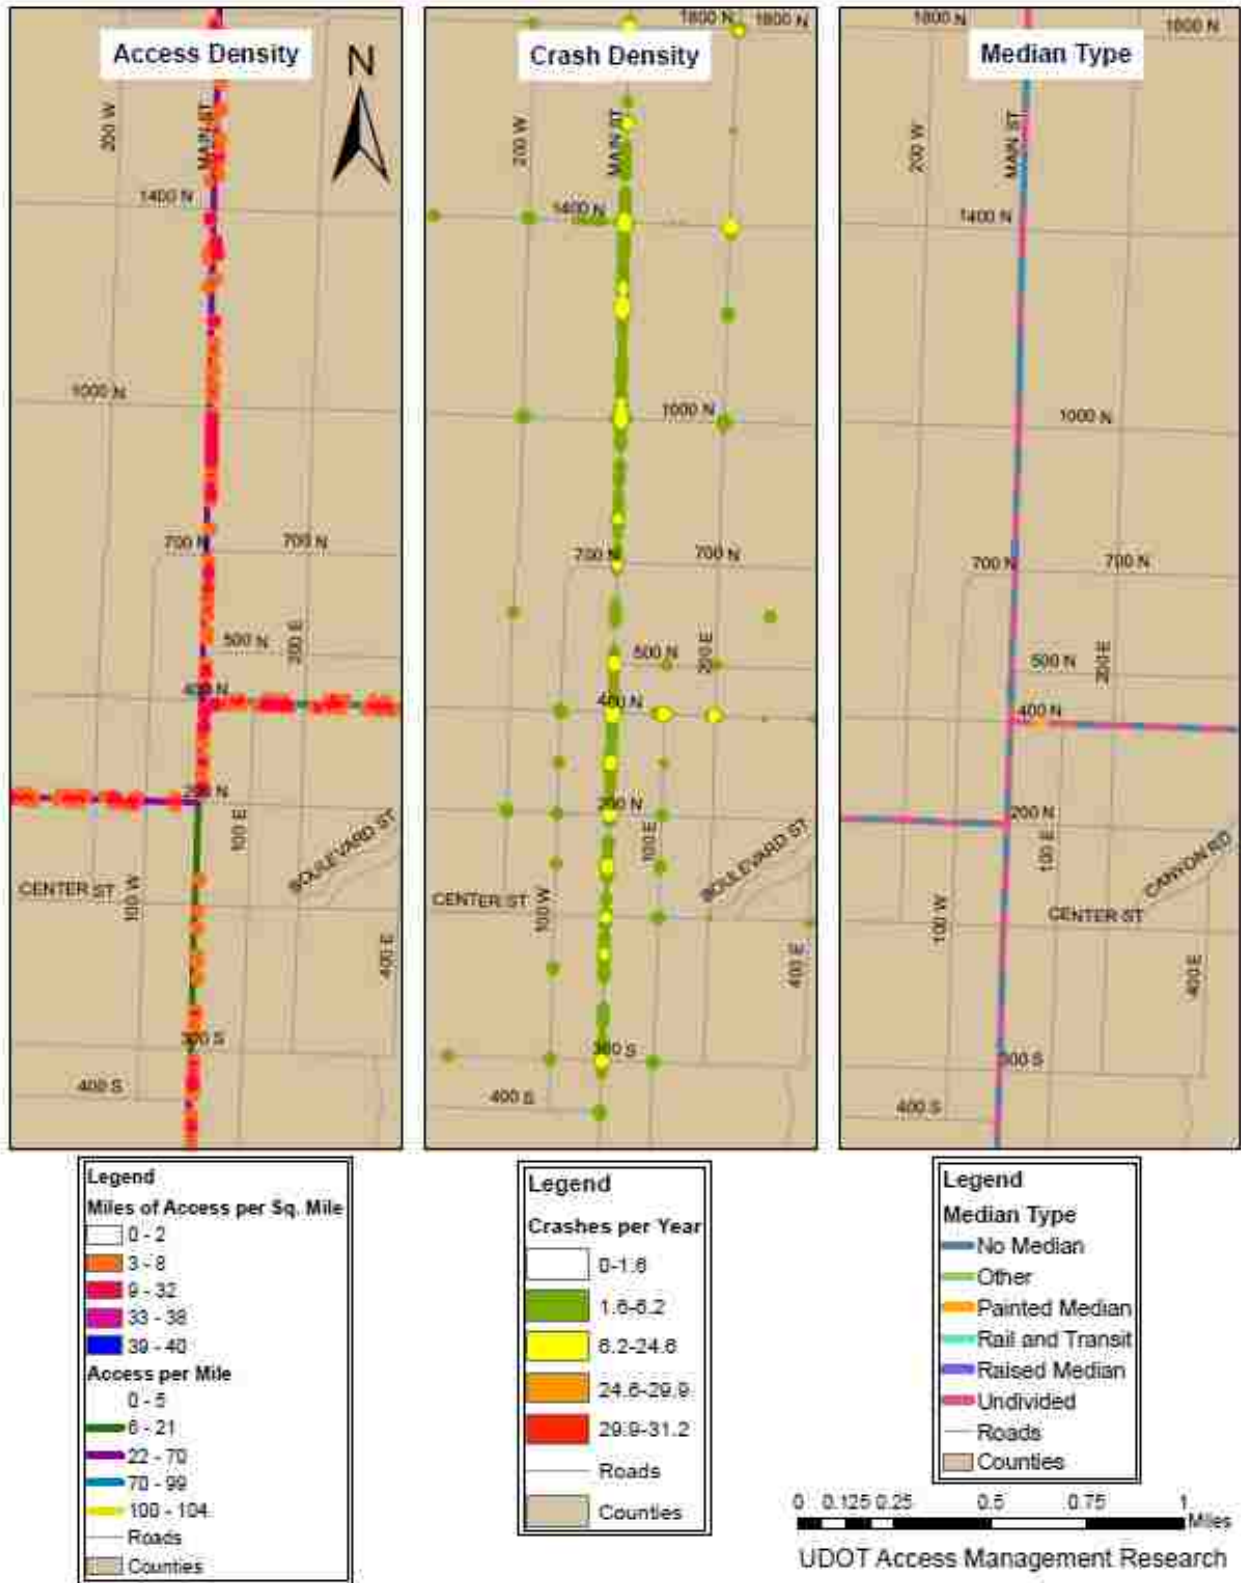 Access Density
N
200 W
MAIN ST
1400 N
1000 N
700 N
700 N
500 N
200 E
400 N
200 N
100 E
BOULEVARD ST
CENTER ST
100 W
400 E
300 S
400 S
Crash Density
1800 N
1800 N
200 W
MAIN ST
1400 N
1000 N
700 N
700 N
500 N
200 E
400 N
200 N
100 E
BOULEVARD ST
CENTER ST
100 W
400 E
300 S
400 S
Median Type
1800 N
1800 N
200 W
MAIN ST
1400 N
1000 N
700 N
700 N
500 N
200 E
400 N
200 N
100 E
CANYON RD
100 W
CENTER ST
400 E
300 S
400 S
Legend
Miles of Access per Sq. Mile
0 - 2
3 - 8
9 - 32
33 - 38
39 - 40
Access per Mile
0 - 5
6 - 21
22 - 70
70 - 99
100 - 104
Roads
Counties
Legend
Crashes per Year
0-1.6
1.6-6.2
6.2-24.6
24.6-29.9
29.9-31.2
Roads
Counties
Legend
Median Type
No Median
Other
Painted Median
Rail and Transit
Raised Median
Undivided
Roads
Counties
0 0.125 0.25 0.5 0.75 1
Miles
UDOT Access Management Research